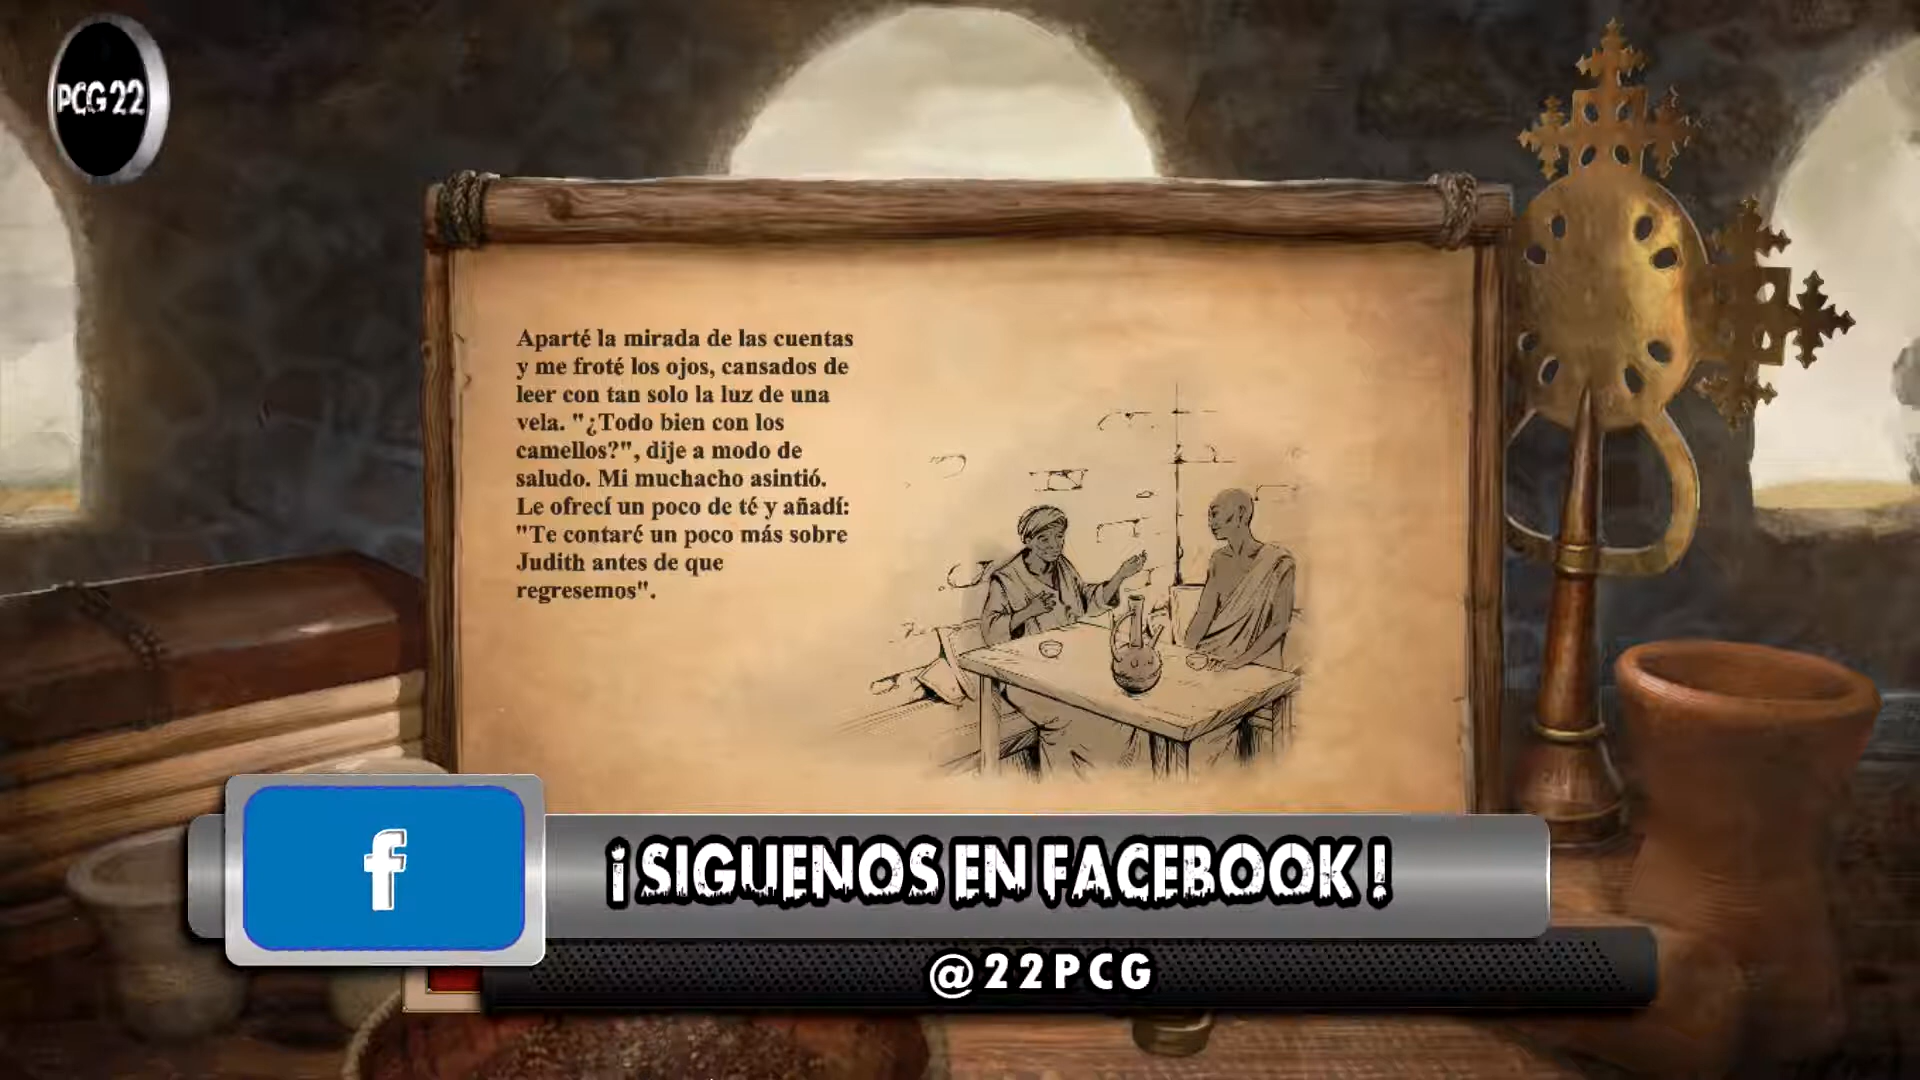 PCG 22
Aparté la mirada de las cuentas
y me froté los ojos, cansados de
leer con tan solo la luz de una
vela. "¿Todo bien con los
camellos?", dije a modo de
saludo. Mi muchacho asintió.
Le ofrecí un poco de té y añadí:
"Te contaré un poco más sobre
Judith antes de que
regresemos".
f
¡SIGUENOS EN FACEBOOK!
@22PCG